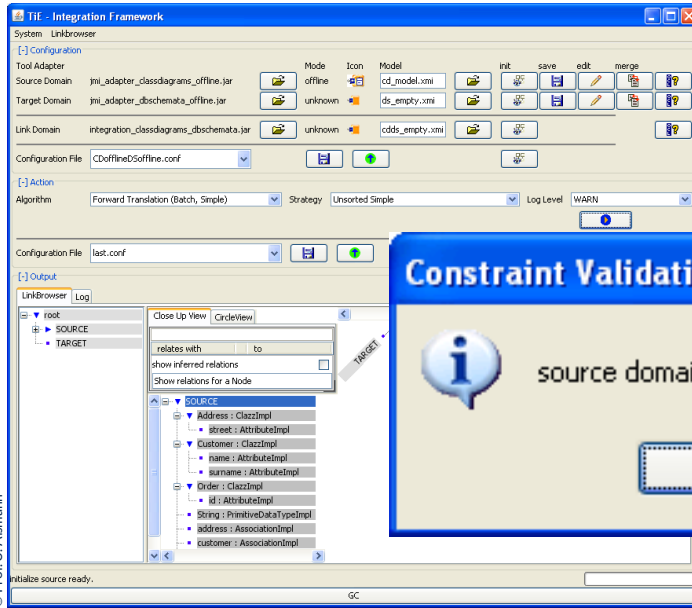 TiE - Integration Framework
System Linkbrowser
[-] Configuration
Tool Adapter Mode Icon Model init save edit merge
Source Domain jmi_adapter_classdiagrams_offline.jar offline cd_model.xmi
Target Domain jmi_adapter_dbschemata_offline.jar unknown ds_empty.xmi
Link Domain integration_classdiagrams_dbschemata.jar unknown cdds_empty.xmi
Configuration File CDofflineDSoffline.conf
[-] Action
Algorithm Forward Translation (Batch, Simple) Strategy Unsorted Simple Log Level WARN
Configuration File last.conf
[-] Output
LinkBrowser Log
root
SOURCE
TARGET
Close Up View CircleView
relates with to
show inferred relations
Show relations for a Node
SOURCE
Address : ClazzImpl
street : AttributeImpl
Customer : ClazzImpl
name : AttributeImpl
surname : AttributeImpl
Order : ClazzImpl
id : AttributeImpl
String : PrimitiveDataTypeImpl
address : AssociationImpl
customer : AssociationImpl
TARGET
Constraint Validati
source domai
initialize source ready.
GC